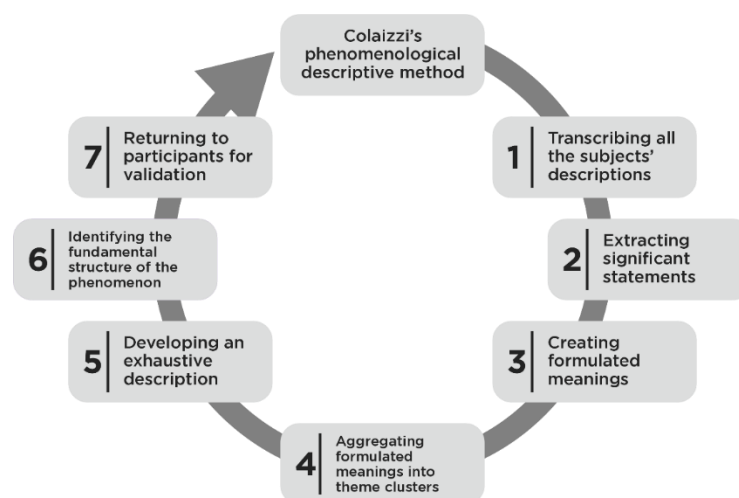 Colaizzi's
phenomenological
descriptive method
1
Transcribing all
the subjects'
descriptions
2
Extracting
significant
statements
3
Creating
formulated
meanings
4
Aggregating
formulated
meanings into
theme clusters
5
Developing an
exhaustive
description
6
Identifying the
fundamental
structure of the
phenomenon
7
Returning to
participants for
validation